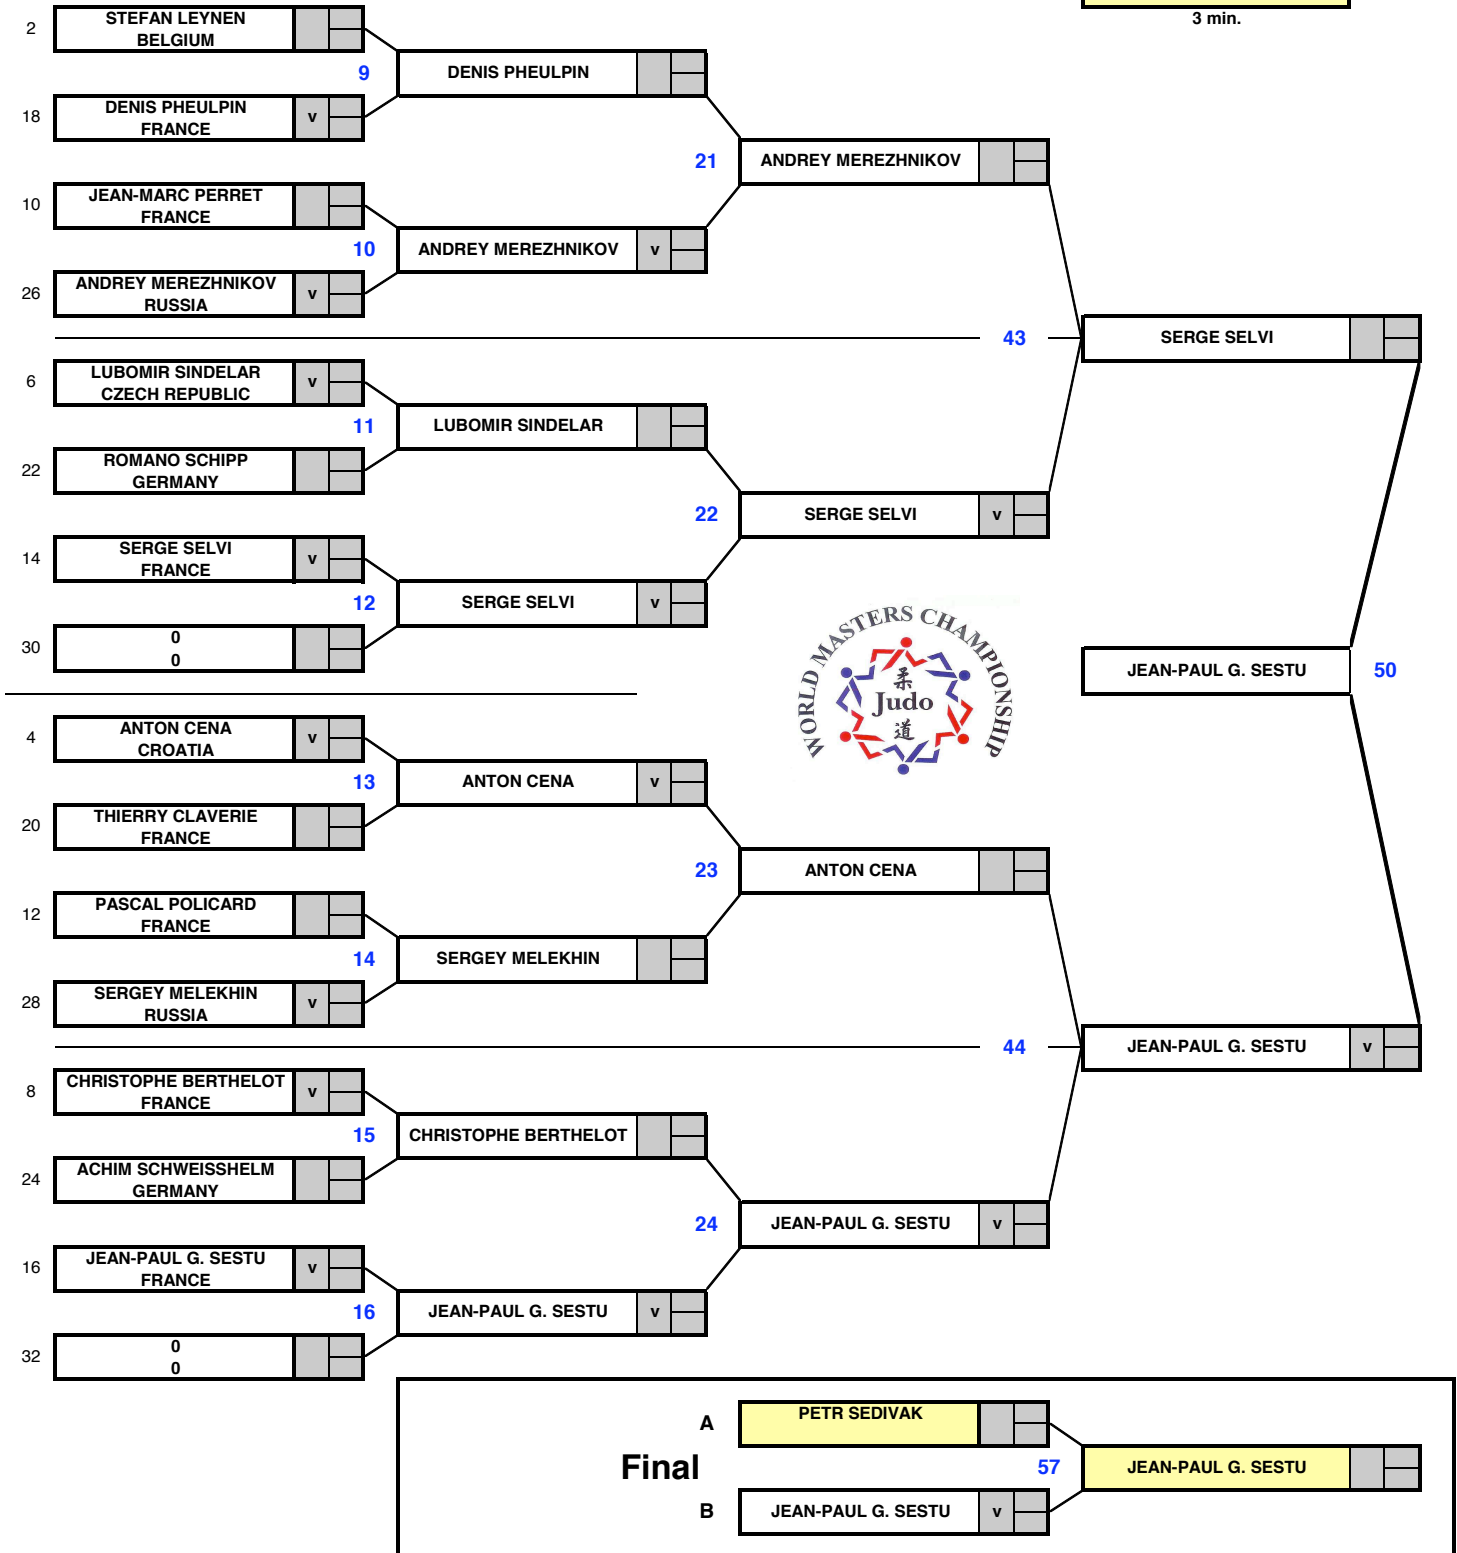 3 min.
2
STEFAN LEYNEN
BELGIUM
9
DENIS PHEULPIN
18
DENIS PHEULPIN
FRANCE
v
21
ANDREY MEREZHNIKOV
10
JEAN-MARC PERRET
FRANCE
10
ANDREY MEREZHNIKOV
v
26
ANDREY MEREZHNIKOV
RUSSIA
v
43
SERGE SELVI
6
LUBOMIR SINDELAR
CZECH REPUBLIC
v
11
LUBOMIR SINDELAR
22
ROMANO SCHIPP
GERMANY
22
SERGE SELVI
v
14
SERGE SELVI
FRANCE
v
12
SERGE SELVI
v
30
0
0
WORLD MASTERS CHAMPIONSHIP
柔
Judo
道
JEAN-PAUL G. SESTU
50
4
ANTON CENA
CROATIA
v
13
ANTON CENA
v
20
THIERRY CLAVERIE
FRANCE
23
ANTON CENA
12
PASCAL POLICARD
FRANCE
14
SERGEY MELEKHIN
28
SERGEY MELEKHIN
RUSSIA
v
44
JEAN-PAUL G. SESTU
v
8
CHRISTOPHE BERTHELOT
FRANCE
v
15
CHRISTOPHE BERTHELOT
24
ACHIM SCHWEISSHELM
GERMANY
24
JEAN-PAUL G. SESTU
v
16
JEAN-PAUL G. SESTU
FRANCE
v
16
JEAN-PAUL G. SESTU
v
32
0
0
A
PETR SEDIVAK
Final
57
JEAN-PAUL G. SESTU
B
JEAN-PAUL G. SESTU
v